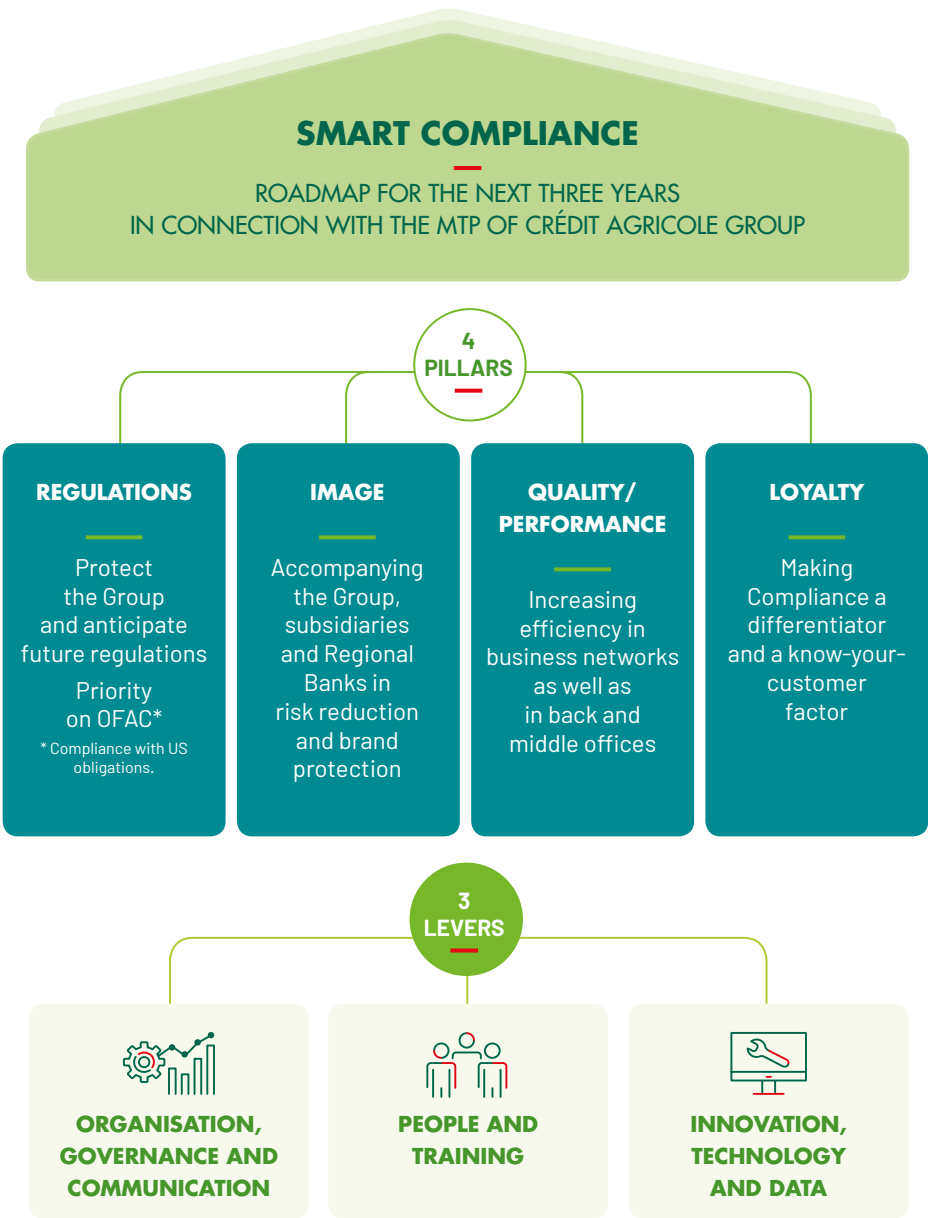 SMART COMPLIANCE
ROADMAP FOR THE NEXT THREE YEARS
IN CONNECTION WITH THE MTP OF CRÉDIT AGRICOLE GROUP
4
PILLARS
REGULATIONS
Protect
the Group
and anticipate
future regulations
Priority
on OFAC*
* Compliance with US
obligations.
IMAGE
Accompanying
the Group,
subsidiaries
and Regional
Banks in
risk reduction
and brand
protection
QUALITY/
PERFORMANCE
Increasing
efficiency in
business networks
as well as
in back and
middle offices
LOYALTY
Making
Compliance a
differentiator
and a know-your-
customer
factor
3
LEVERS
ORGANISATION,
GOVERNANCE AND
COMMUNICATION
PEOPLE AND
TRAINING
INNOVATION,
TECHNOLOGY
AND DATA